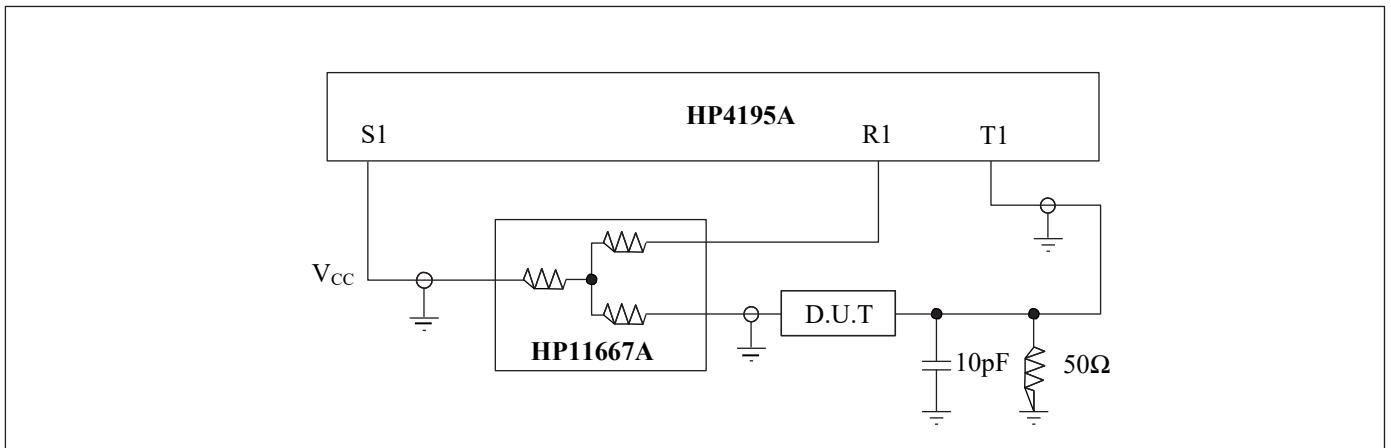 HP4195A
S1
R1
T1
VCC
HP11667A
D.U.T
10pF
50Ω